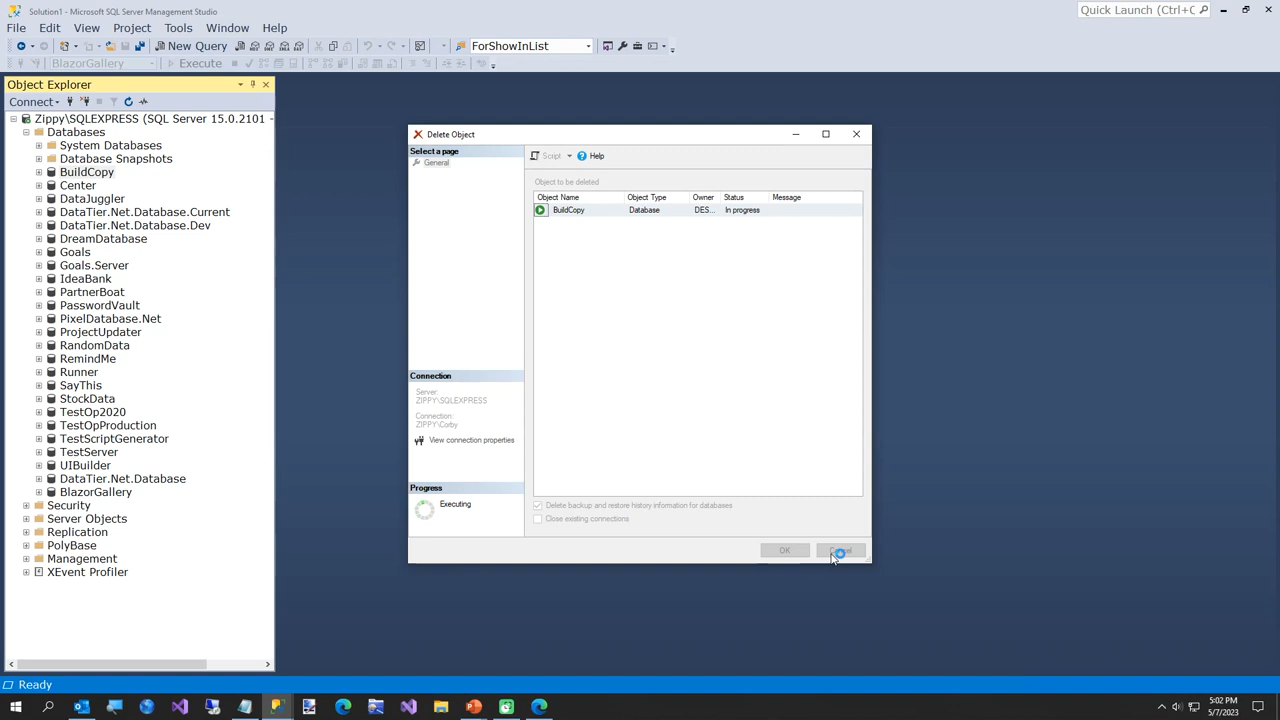 Solution1 - Microsoft SQL Server Management Studio
Quick Launch (Ctrl+C
File Edit View Project Tools Window Help
New Query
ForShowInList
BlazorGallery
Execute
Object Explorer
Connect
Zippy\SQLEXPRESS (SQL Server 15.0.2101 -
Databases
System Databases
Database Snapshots
BuildCopy
Center
DataJuggler
DataTier.Net.Database.Current
DataTier.Net.Database.Dev
DreamDatabase
Goals
Goals.Server
IdeaBank
PartnerBoat
PasswordVault
PixelDatabase.Net
ProjectUpdater
RandomData
RemindMe
Runner
SayThis
StockData
TestOp2020
TestOpProduction
TestScriptGenerator
TestServer
UIBuilder
DataTier.Net.Database
BlazorGallery
Security
Server Objects
Replication
PolyBase
Management
XEvent Profiler
Delete Object
Select a page
General
Connection
Server:
ZIPPY\SQLEXPRESS
Connection:
ZIPPY\Corby
View connection properties
Progress
Executing
Script
Help
Object to be deleted
Object Name Object Type Owner Status Message
BuildCopy Database DES... In progress
Delete backup and restore history information for databases
Close existing connections
OK
Ready
5:02 PM
5/7/2023